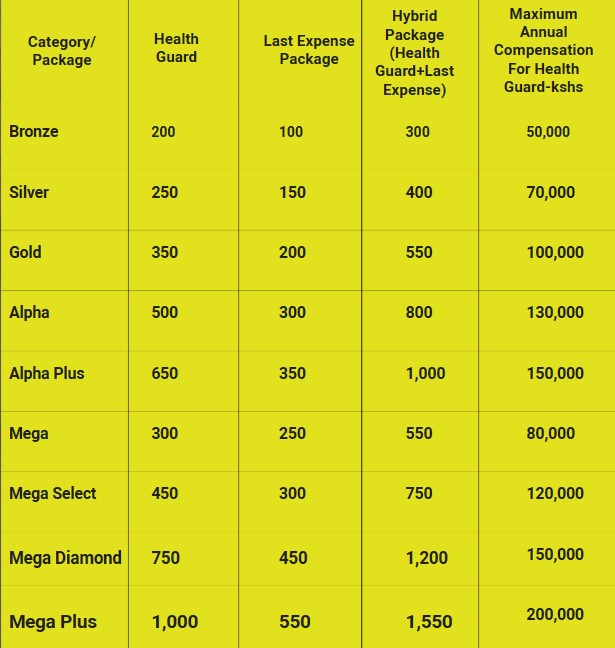 Category/ Package Health Guard Last Expense Package Hybrid Package (Health Guard+Last Expense) Maximum Annual Compensation For Health Guard-kshs
Bronze 200 100 300 50,000
Silver 250 150 400 70,000
Gold 350 200 550 100,000
Alpha 500 300 800 130,000
Alpha Plus 650 350 1,000 150,000
Mega 300 250 550 80,000
Mega Select 450 300 750 120,000
Mega Diamond 750 450 1,200 150,000
Mega Plus 1,000 550 1,550 200,000